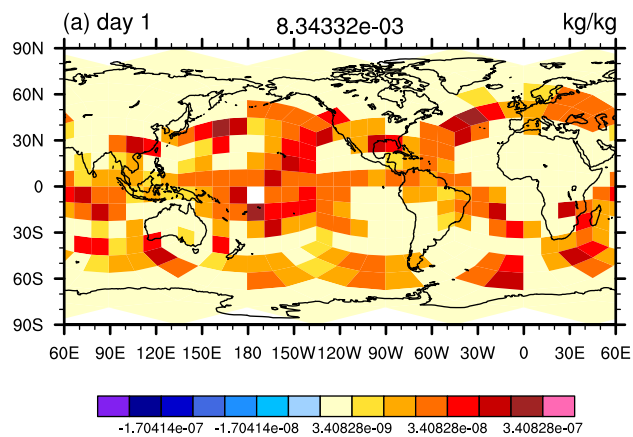 (a) day 1 8.34332e-03 kg/kg
90N
60N
30N
0
30S
60S
90S
60E 90E 120E 150E 180 150W 120W 90W 60W 30W 0 30E 60E
-1.70414e-07 -1.70414e-08 3.40828e-09 3.40828e-08 3.40828e-07